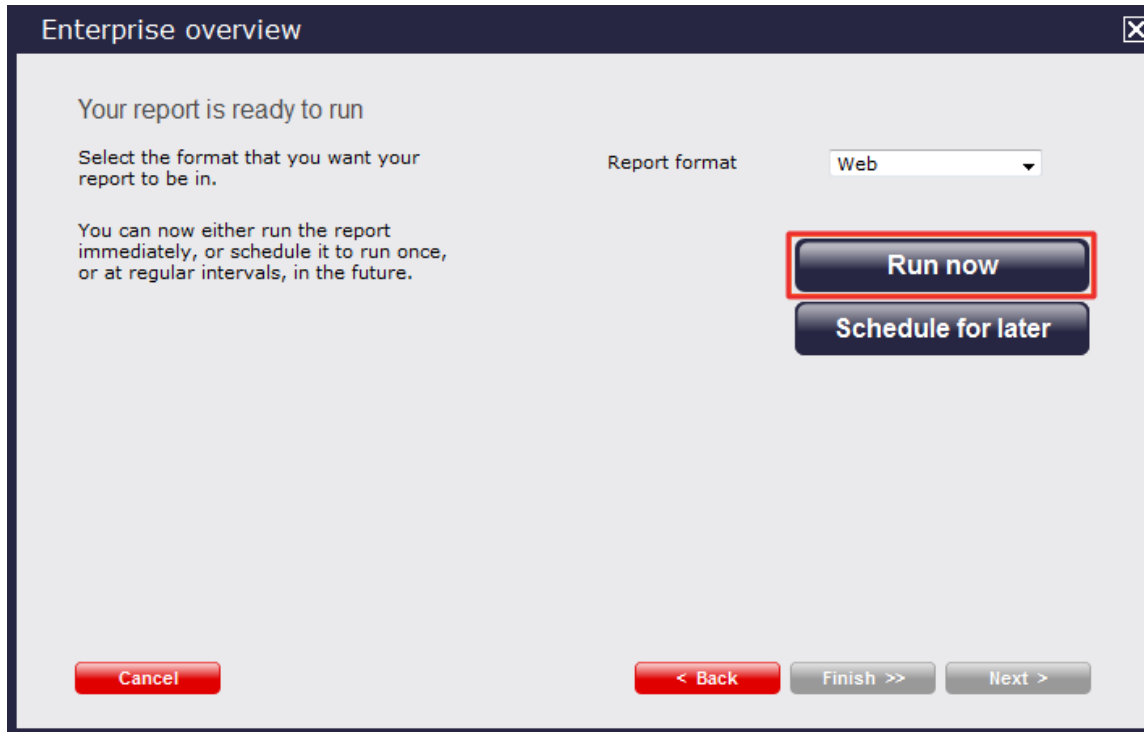 Enterprise overview
Your report is ready to run
Select the format that you want your
report to be in.
Report format
Web
You can now either run the report
immediately, or schedule it to run once,
or at regular intervals, in the future.
Run now
Schedule for later
Cancel
< Back
Finish >>
Next >